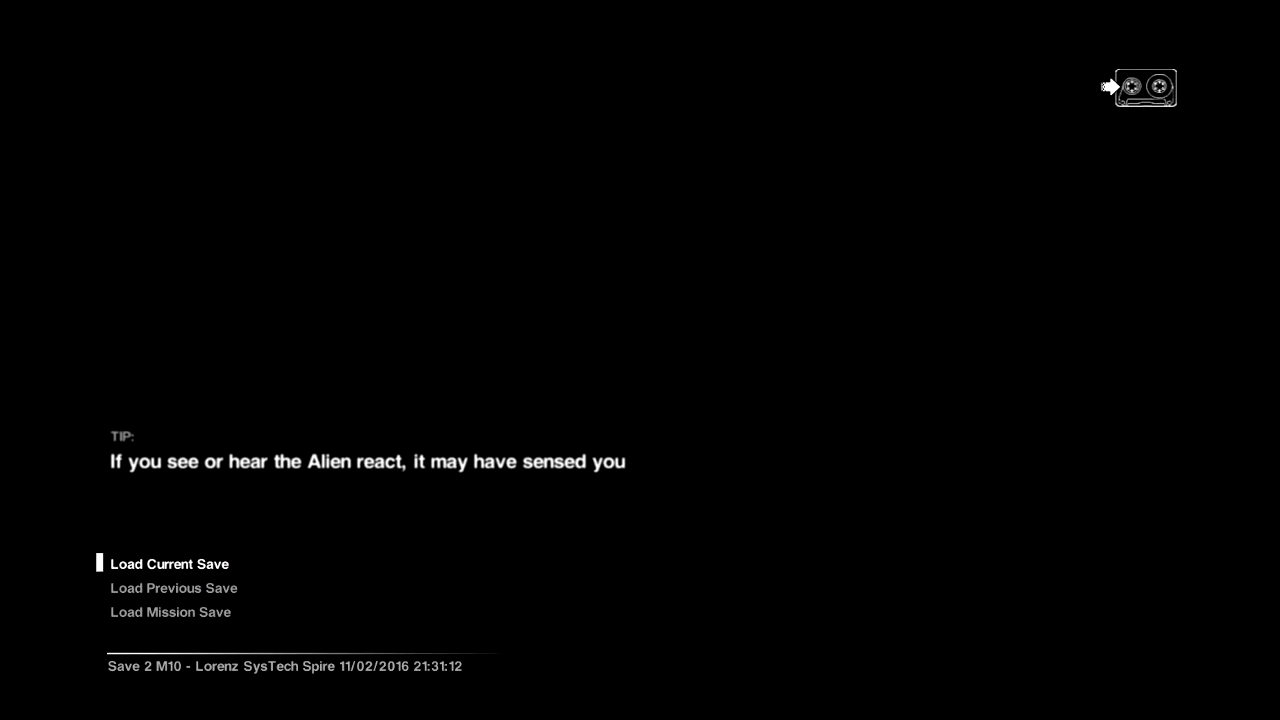 TIP:
If you see or hear the Alien react, it may have sensed you
Load Current Save
Load Previous Save
Load Mission Save
Save 2 M10 - Lorenz SysTech Spire 11/02/2016 21:31:12